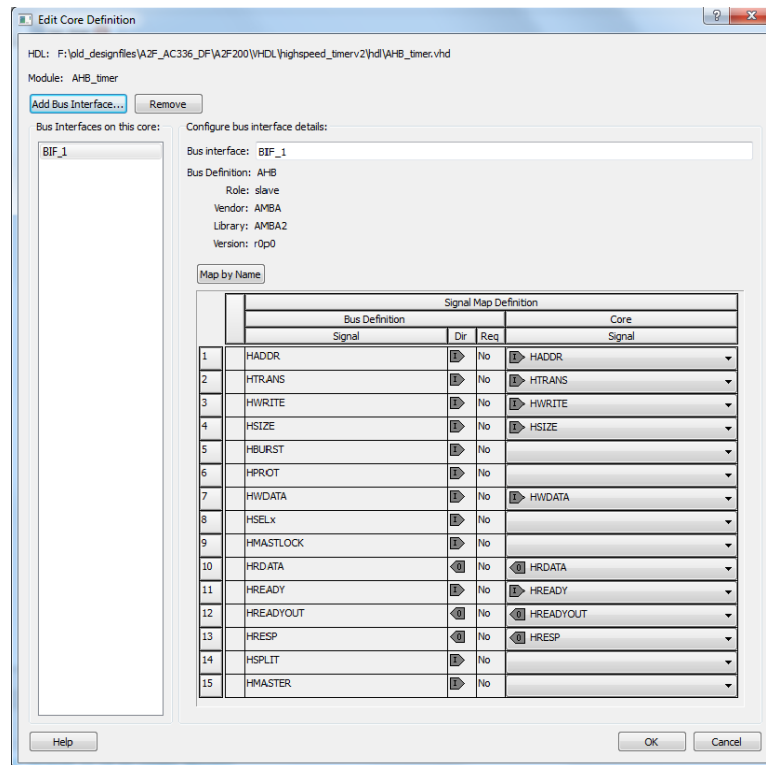 Edit Core Definition
HDL: F:\pld_designfiles\A2F_AC336_DF\A2F200\VHDL\highspeed_timerv2\hdl\AHB_timer.vhd
Module: AHB_timer
Add Bus Interface... Remove
Bus Interfaces on this core: Configure bus interface details:
BIF_1
Bus interface: BIF_1
Bus Definition: AHB
Role: slave
Vendor: AMBA
Library: AMBA2
Version: r0p0
Map by Name
Signal Map Definition
Bus Definition Core
Signal Dir Req Signal
1 HADDR I No I HADDR
2 HTRANS I No I HTRANS
3 HWRITE I No I HWRITE
4 HSIZE I No I HSIZE
5 HBURST I No
6 HPROT I No
7 HWDATA I No I HWDATA
8 HSELx I No
9 HMASTLOCK I No
10 HRDATA O No O HRDATA
11 HREADY I No I HREADY
12 HREADYOUT O No O HREADYOUT
13 HRESP O No O HRESP
14 HSPLIT I No
15 HMASTER I No
Help OK Cancel